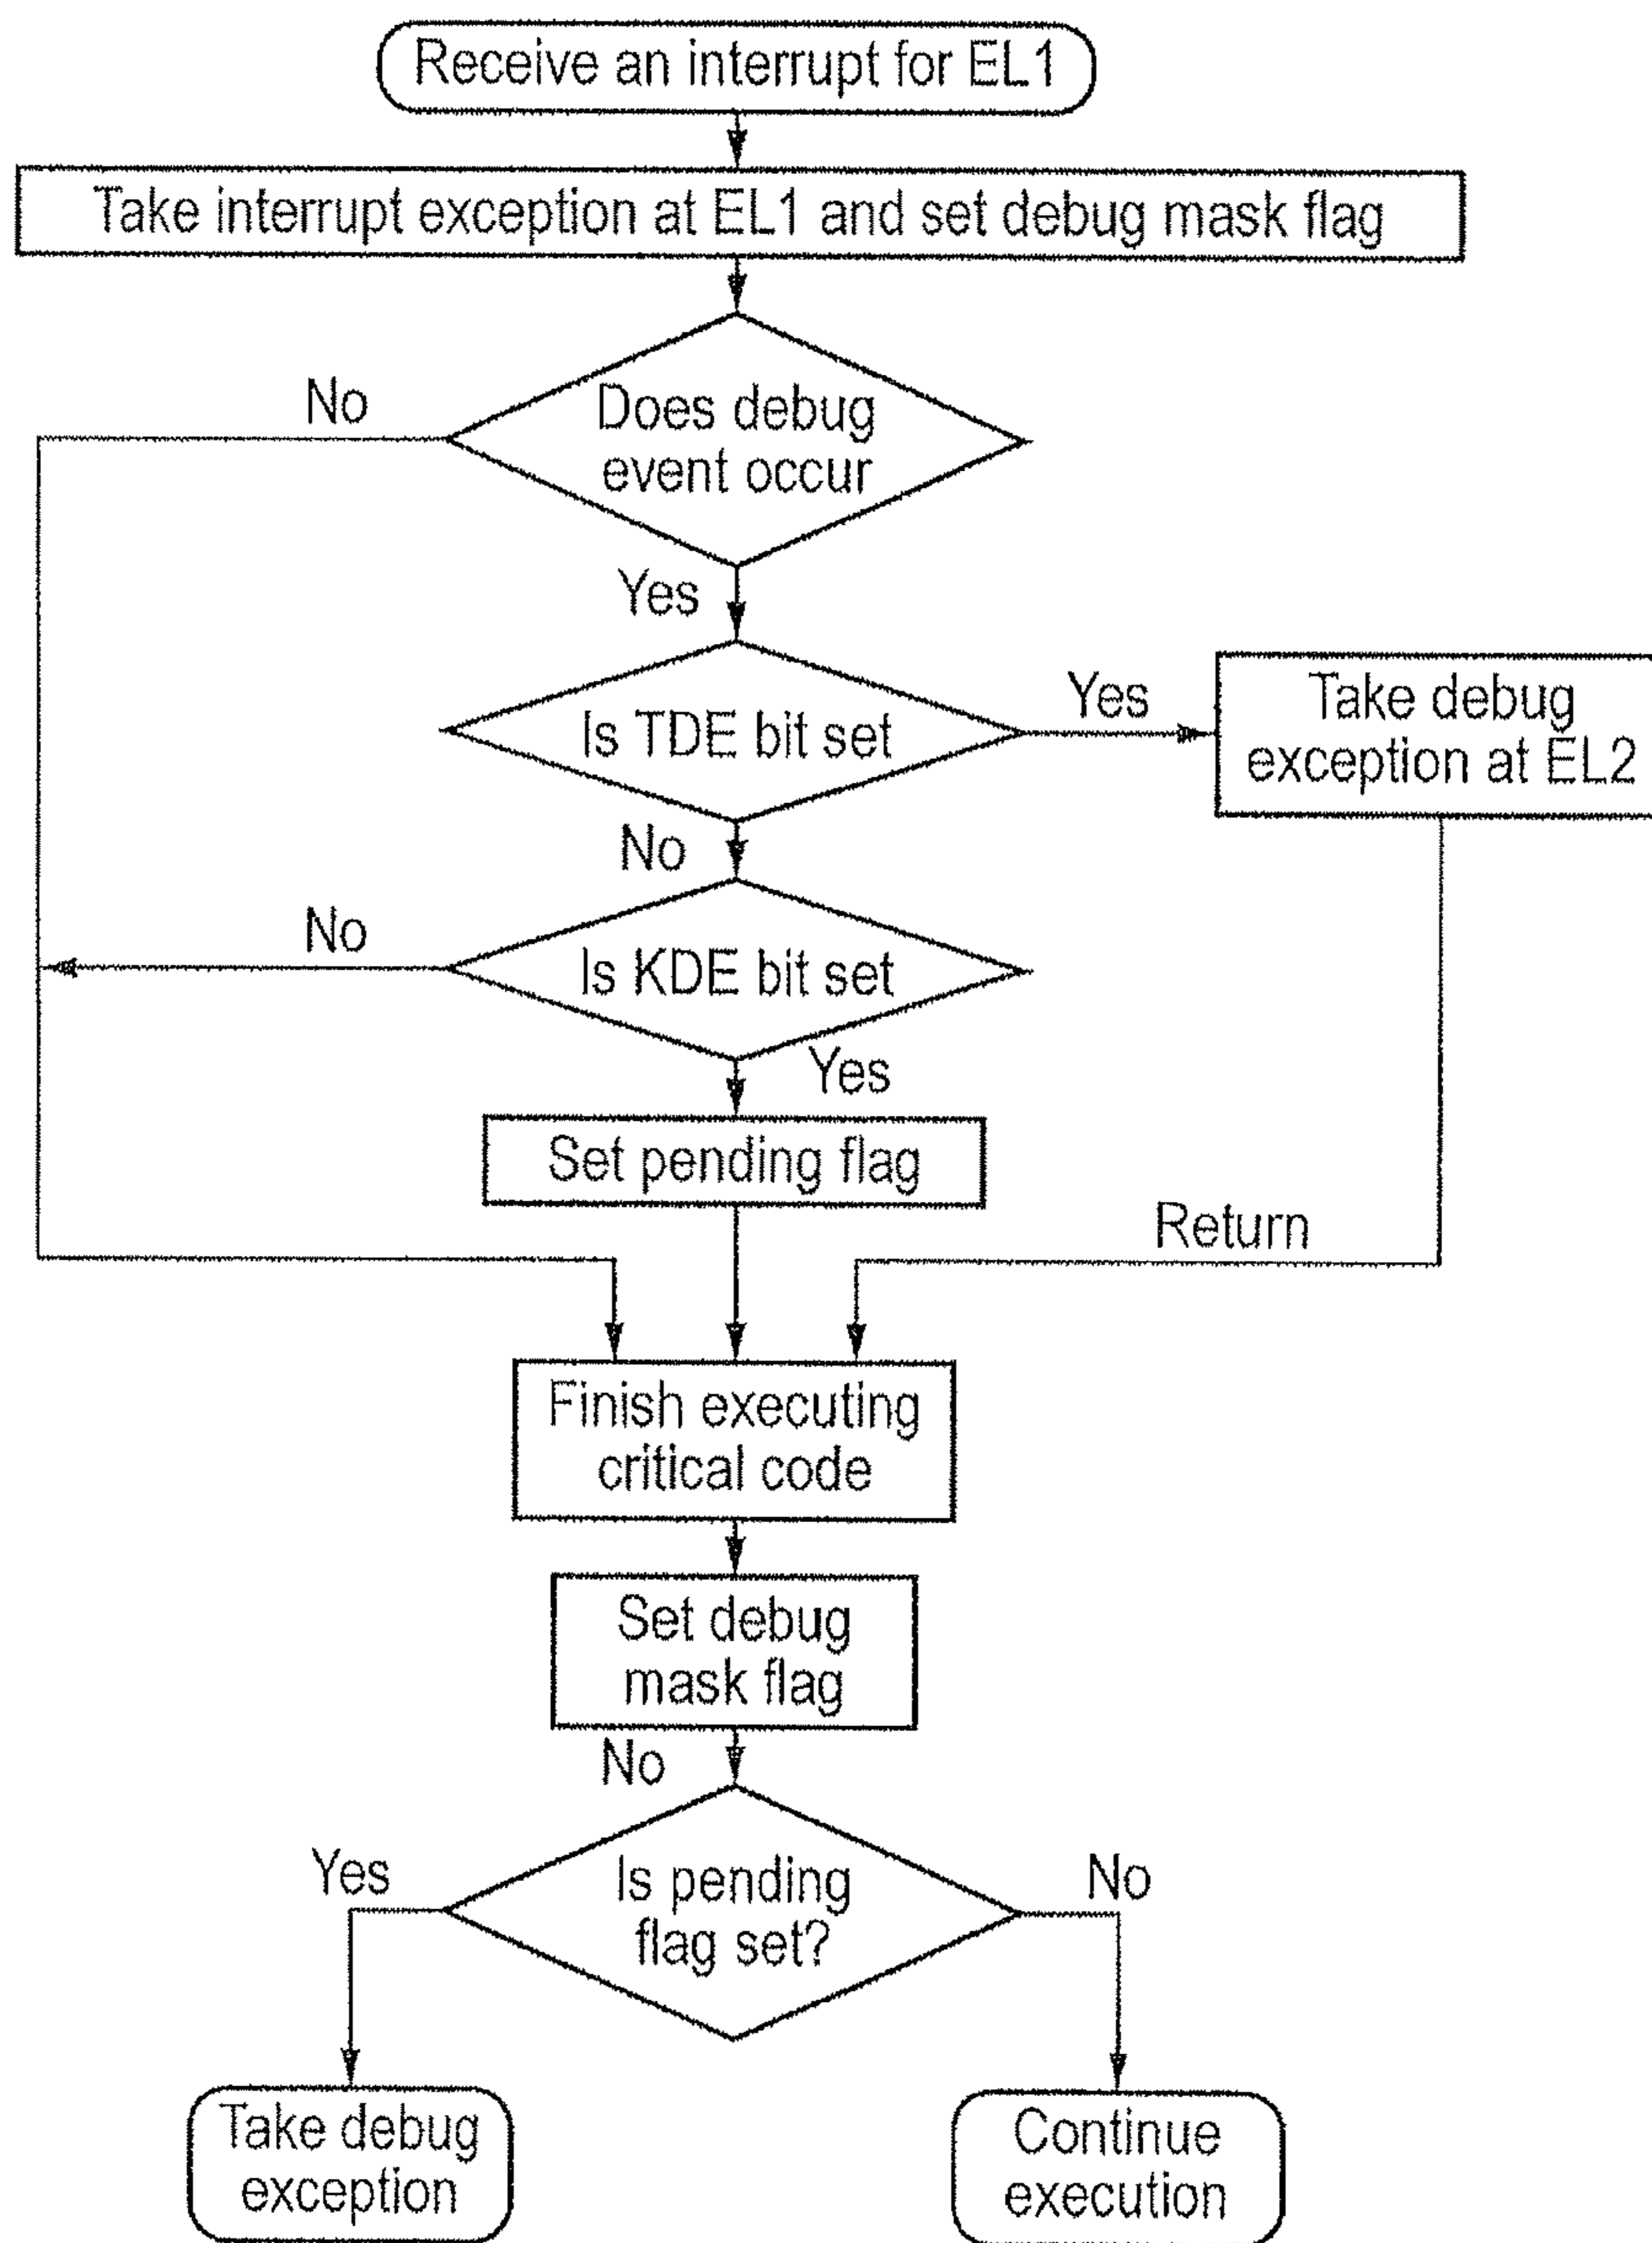 Receive an interrupt for EL1
Take interrupt exception at EL1 and set debug mask flag
No
Does debug
event occur
Yes
Is TDE bit set
Yes
Take debug
exception at EL2
No
No
Is KDE bit set
Yes
Set pending flag
Return
Finish executing
critical code
Set debug
mask flag
No
Yes
Is pending
flag set?
No
Take debug
exception
Continue
execution